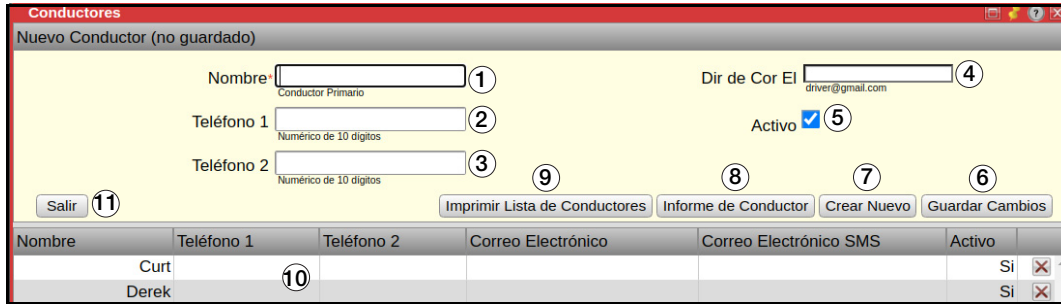 Conductores
Nuevo Conductor (no guardado)
Nombre* 1 Dir de Cor El 4
Conductor Primario driver@gmail.com
Teléfono 1 2 Activo 5
Numérico de 10 dígitos
Teléfono 2 3
Numérico de 10 dígitos
9 8 7 6
Salir 11 Imprimir Lista de Conductores Informe de Conductor Crear Nuevo Guardar Cambios
Nombre Teléfono 1 Teléfono 2 Correo Electrónico Correo Electrónico SMS Activo
Curt Si
10
Derek Si